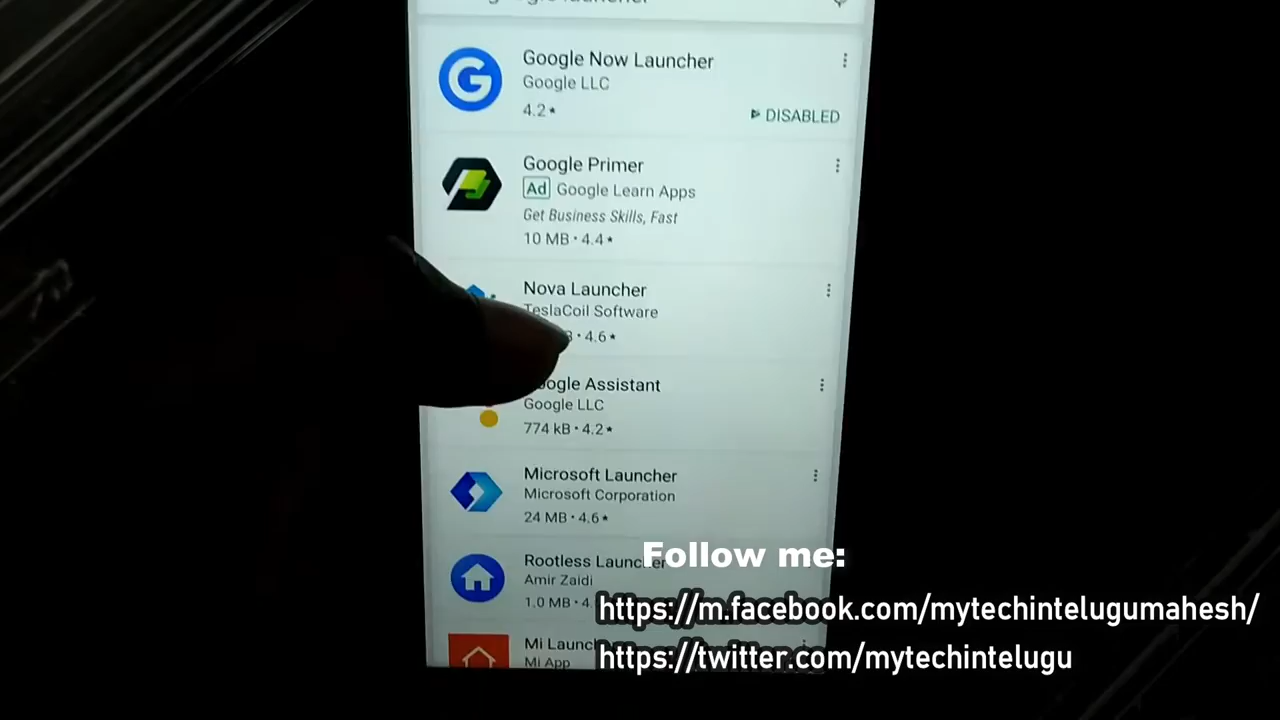 Google Now Launcher
Google LLC
4.2★
DISABLED
Google Primer
Ad Google Learn Apps
Get Business Skills, Fast
10 MB • 4.4★
Nova Launcher
TeslaCoil Software
• 4.6★
Assistant
Google LLC
774 kB • 4.2★
Microsoft Launcher
Microsoft Corporation
24 MB • 4.6★
Rootless Launcher
Amir Zaidi
1.0 MB • 4.
Mi
Mi App
Follow me:
https://m.facebook.com/mytechintelugumahesh/
https://twitter.com/mytechintelugu